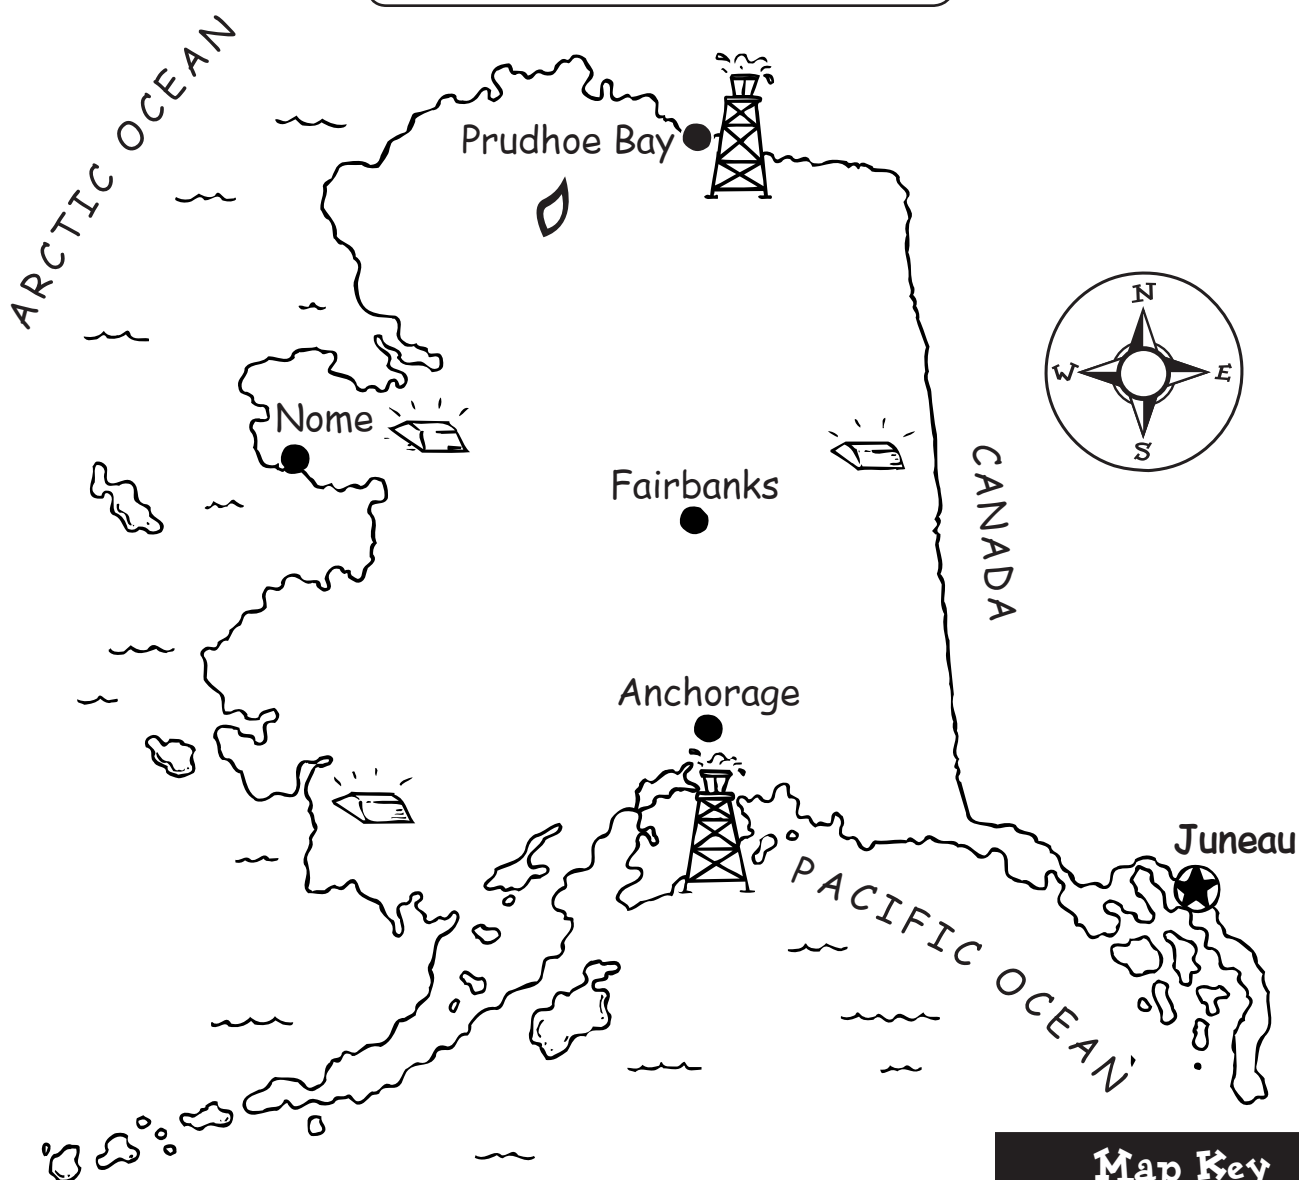 ARCTIC OCEAN
Prudhoe Bay
N
W
E
S
Nome
CANADA
Fairbanks
Anchorage
Juneau
PACIFIC OCEAN
Map Key